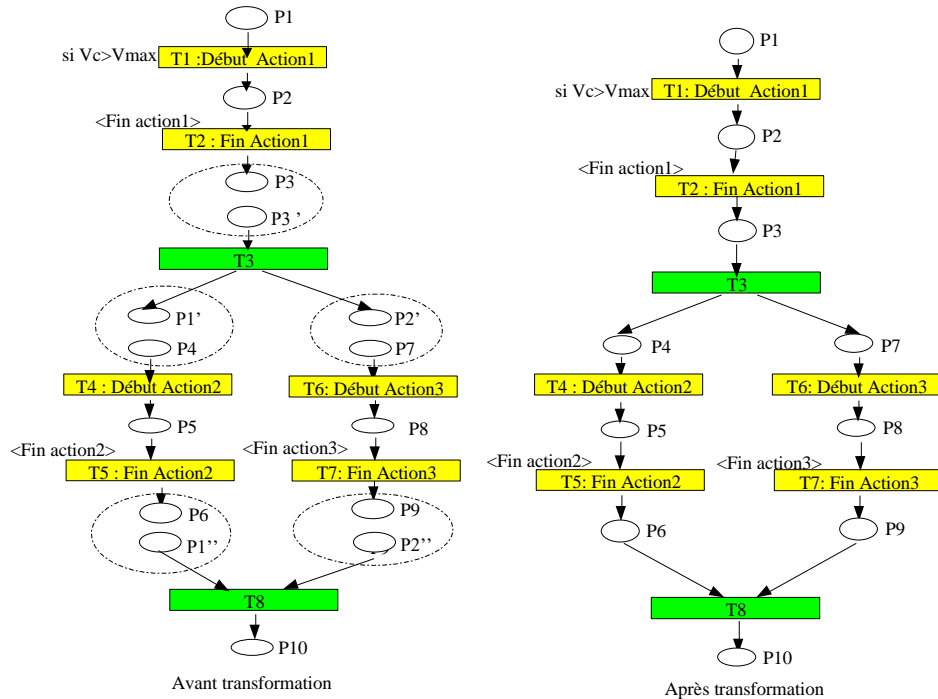 P1
si Vc>Vmax
T1 :Début Action1
P2
<Fin action1>
T2 : Fin Action1
P3
P3 '
T3
P1'
P2'
P4
P7
T4 : Début Action2
T6: Début Action3
P5
P8
<Fin action2>
<Fin action3>
T5 : Fin Action2
T7: Fin Action3
P6
P9
P1''
P2''
T8
P10
Avant transformation
P1
si Vc>Vmax
T1: Début Action1
P2
<Fin action1>
T2 : Fin Action1
P3
T3
P4
P7
T4 : Début Action2
T6: Début Action3
P5
P8
<Fin action2>
<Fin action3>
T5: Fin Action2
T7: Fin Action3
P6
P9
T8
P10
Après transformation